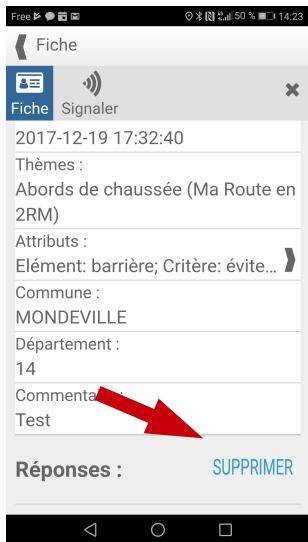 Free 50 % 14:23
Fiche
Fiche Signaler
2017-12-19 17:32:40
Thèmes :
Abords de chaussée (Ma Route en
2RM)
Attributs :
Elément: barrière; Critère: évite...
Commune :
MONDEVILLE
Département :
14
Commenta
Test
Réponses : SUPPRIMER